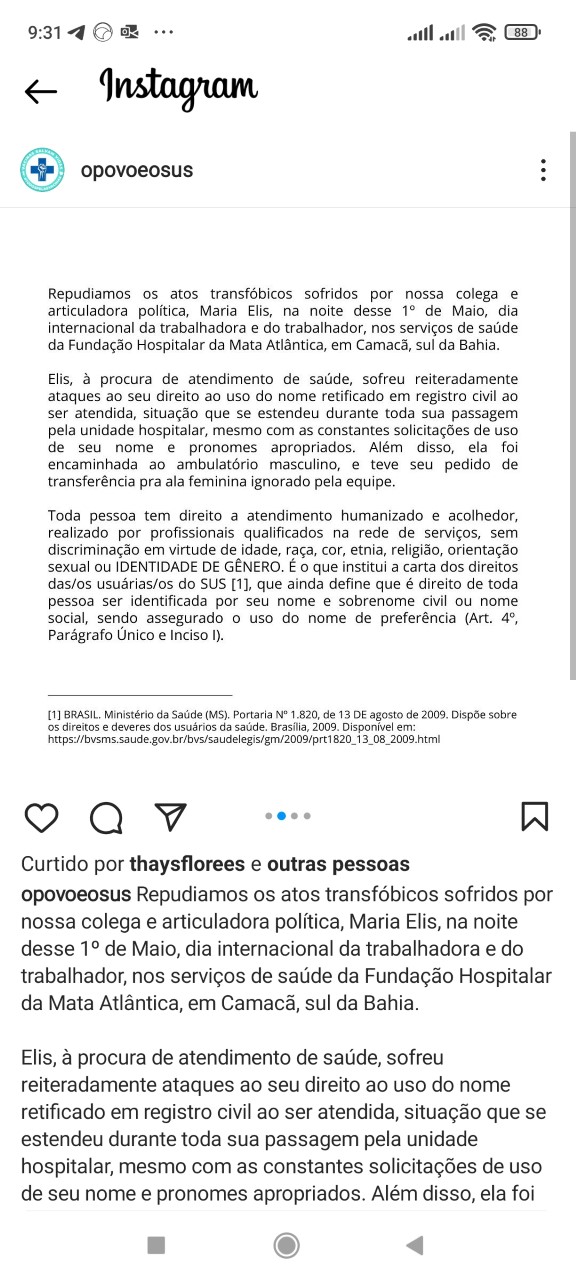 9:31
88
Instagram
opovoeosus
Repudiamos os atos transfóbicos sofridos por nossa colega e
articuladora política, Maria Elis, na noite desse 1º de Maio, dia
internacional da trabalhadora e do trabalhador, nos serviços de saúde
da Fundação Hospitalar da Mata Atlântica, em Camacã, sul da Bahia.
Elis, à procura de atendimento de saúde, sofreu reiteradamente
ataques ao seu direito ao uso do nome retificado em registro civil ao
ser atendida, situação que se estendeu durante toda sua passagem
pela unidade hospitalar, mesmo com as constantes solicitações de uso
de seu nome e pronomes apropriados. Além disso, ela foi
encaminhada ao ambulatório masculino, e teve seu pedido de
transferência pra ala feminina ignorado pela equipe.
Toda pessoa tem direito a atendimento humanizado e acolhedor,
realizado por profissionais qualificados na rede de serviços, sem
discriminação em virtude de idade, raça, cor, etnia, religião, orientação
sexual ou IDENTIDADE DE GÊNERO. É o que institui a carta dos direitos
das/os usuárias/os do SUS [1], que ainda define que é direito de toda
pessoa ser identificada por seu nome e sobrenome civil ou nome
social, sendo assegurado o uso do nome de preferência (Art. 4º,
Parágrafo Único e Inciso I).
[1] BRASIL. Ministério da Saúde (MS). Portaria Nº 1.820, de 13 DE agosto de 2009. Dispõe sobre
os direitos e deveres dos usuários da saúde. Brasília, 2009. Disponível em:
https://bvsms.saude.gov.br/bvs/saudelegis/gm/2009/prt1820_13_08_2009.html
Curtido por thaysflorees e outras pessoas
opovoeosus Repudiamos os atos transfóbicos sofridos por
nossa colega e articuladora política, Maria Elis, na noite
desse 1º de Maio, dia internacional da trabalhadora e do
trabalhador, nos serviços de saúde da Fundação Hospitalar
da Mata Atlântica, em Camacã, sul da Bahia.
Elis, à procura de atendimento de saúde, sofreu
reiteradamente ataques ao seu direito ao uso do nome
retificado em registro civil ao ser atendida, situação que se
estendeu durante toda sua passagem pela unidade
hospitalar, mesmo com as constantes solicitações de uso
de seu nome e pronomes apropriados. Além disso, ela foi